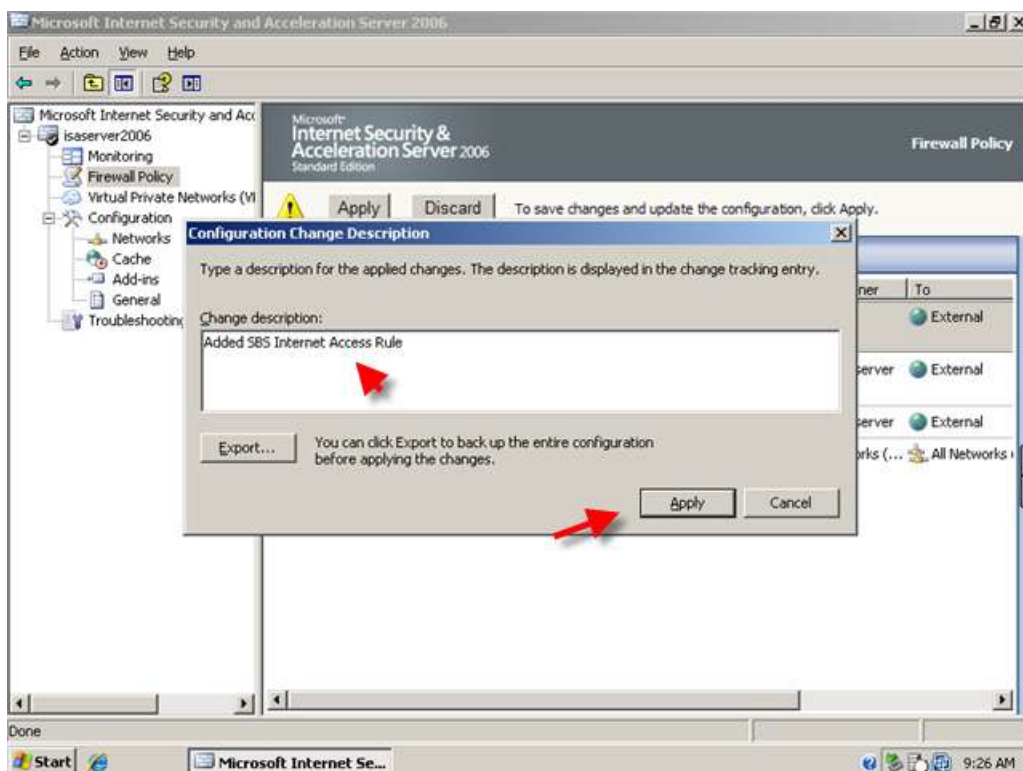 Microsoft Internet Security and Acceleration Server 2006
File Action View Help
Microsoft Internet Security and Acc
isaserver2006
Monitoring
Firewall Policy
Virtual Private Networks (VI
Configuration
Networks
Cache
Add-ins
General
Troubleshooting
Microsoft
Internet Security &
Acceleration Server 2006
Standard Edition
Firewall Policy
Apply Discard To save changes and update the configuration, click Apply.
Configuration Change Description
Type a description for the applied changes. The description is displayed in the change tracking entry.
Change description:
Added SBS Internet Access Rule
Export... You can click Export to back up the entire configuration
before applying the changes.
Apply Cancel
ner To
External
server External
server External
orks (... All Networks
Done
Start Microsoft Internet Se... 9:26 AM